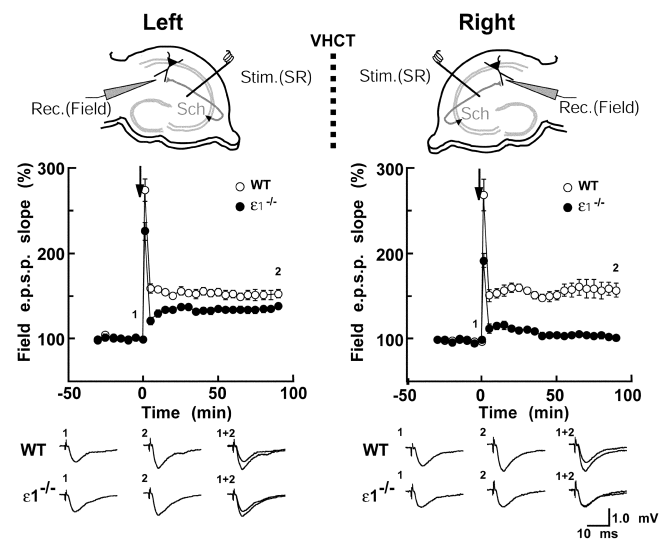 Left
Right
VHCT
Stim.(SR)
Rec.(Field)
Sch
Stim.(SR)
Rec.(Field)
Sch
Field e.p.s.p. slope (%)
300
200
100
WT
ε1-/-
1
2
-50
0
50
100
Time (min)
Field e.p.s.p. slope (%)
300
200
100
WT
ε1-/-
1
2
-50
0
50
100
Time (min)
WT
1
2
1+2
ε1-/-
1
2
1+2
WT
1
2
1+2
ε1-/-
1
2
1+2
1.0 mV
10 ms